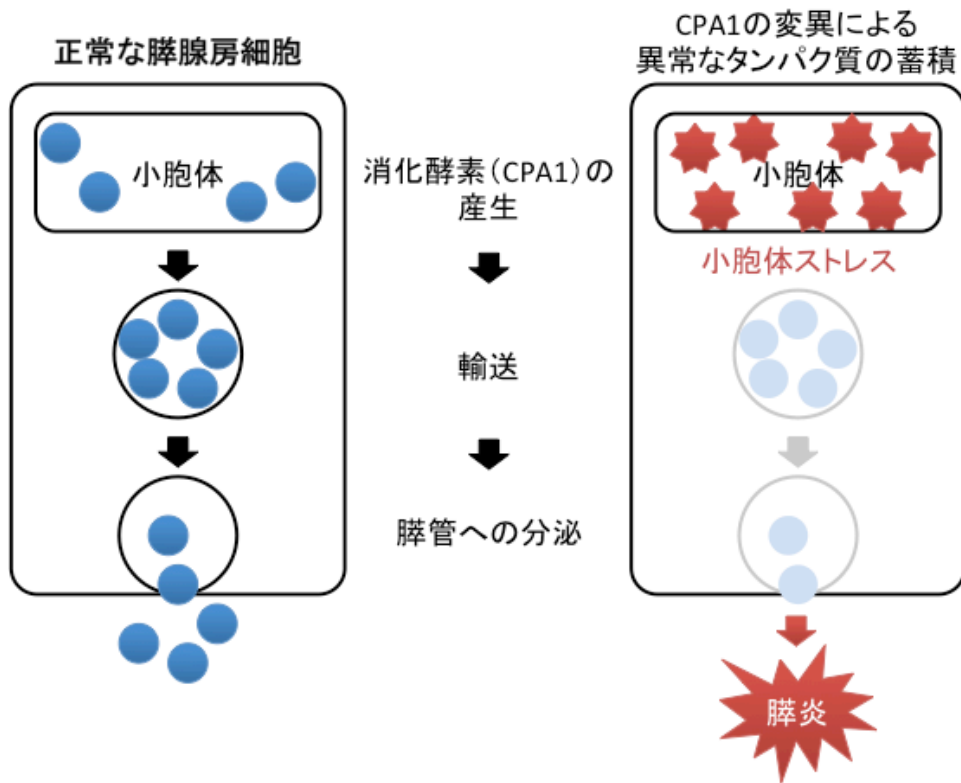 正常な膵腺房細胞
小胞体
消化酵素（CPA1）の
産生
輸送
膵管への分泌
CPA1の変異による
異常なタンパク質の蓄積
小胞体
小胞体ストレス
膵炎